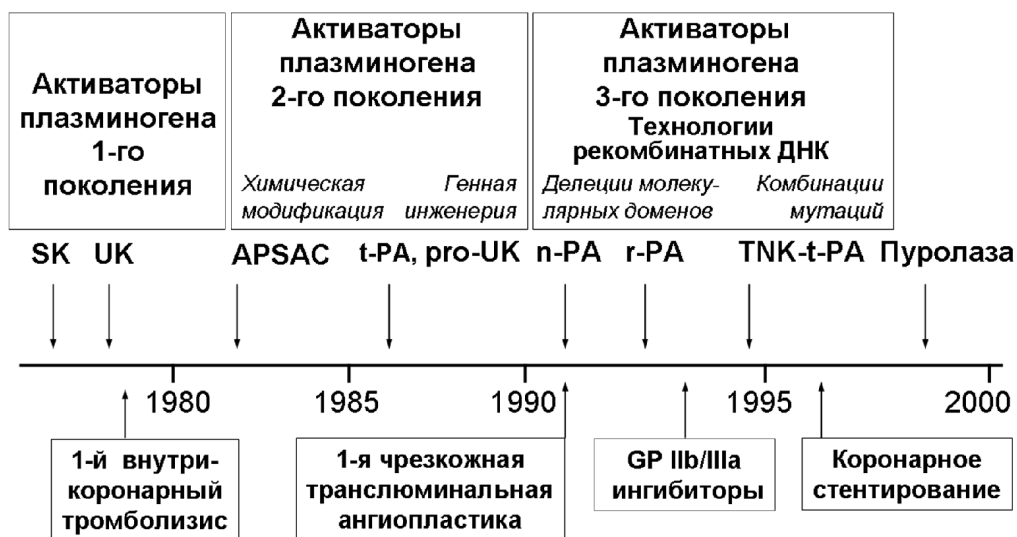 Активаторы
плазминогена
1-го
поколения
Активаторы
плазминогена
2-го поколения
Химическая
модификация
Генная
инженерия
Активаторы
плазминогена
3-го поколения
Технологии
рекомбинатных ДНК
Делеции молеку-
лярных доменов
Комбинации
мутаций
SK UK APSAC t-PA, pro-UK n-PA r-PA TNK-t-PA Пуролаза
1980 1985 1990 1995 2000
1-й внутри-
коронарный
тромболизис
1-я чрезкожная
транслюминальная
ангиопластика
GP IIb/IIIa
ингибиторы
Коронарное
стентирование